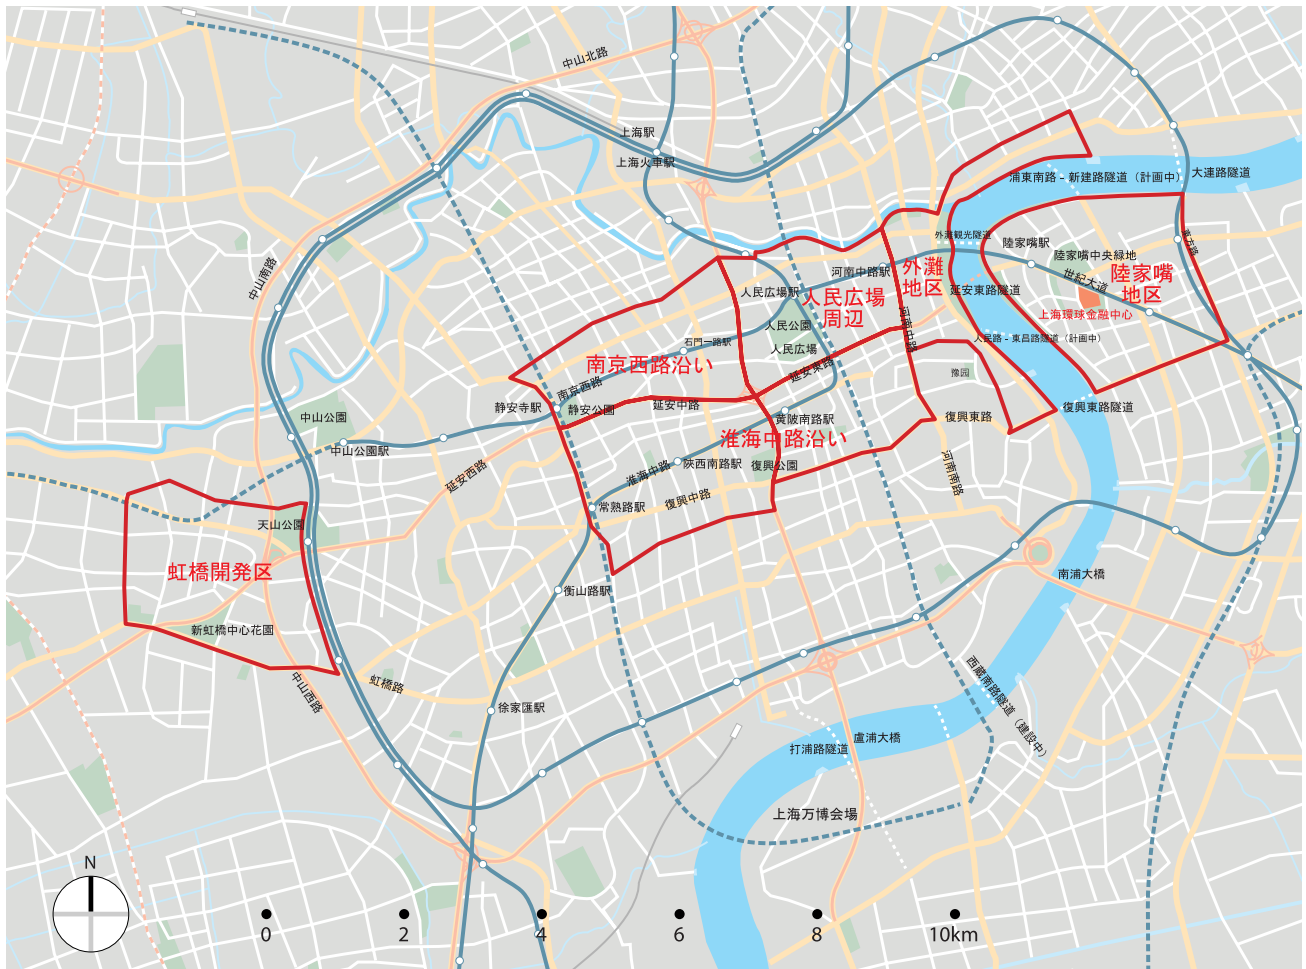 中山北路
上海駅
上海火車駅
浦東南路 - 新建路隧道（計画中）
大連路隧道
東方路
外灘観光隧道
陸家嘴駅
陸家嘴中央緑地
中山南路
河南中路駅
外灘
地区
世紀大道
陸家嘴
地区
人民広場駅
人民広場
周辺
延安東路隧道
上海環球金融中心
人民公園
河南中路
人民路 - 東昌路隧道（計画中）
石門一路駅
人民広場
南京西路沿い
延安東路
豫园
南京西路
静安寺駅
静安公園
延安中路
復興東路隧道
中山公園
黄陂南路駅
復興東路
淮海中路沿い
中山公園駅
淮海中路
陝西南路駅
復興公園
延安西路
河南南路
復興中路
常熟路駅
天山公園
虹橋開発区
南浦大橋
衡山路駅
新虹橋中心花園
虹橋路
中山西路
西蔵南路隧道（建設中）
徐家匯駅
盧浦大橋
打浦路隧道
上海万博会場
N
0
2
4
6
8
10km